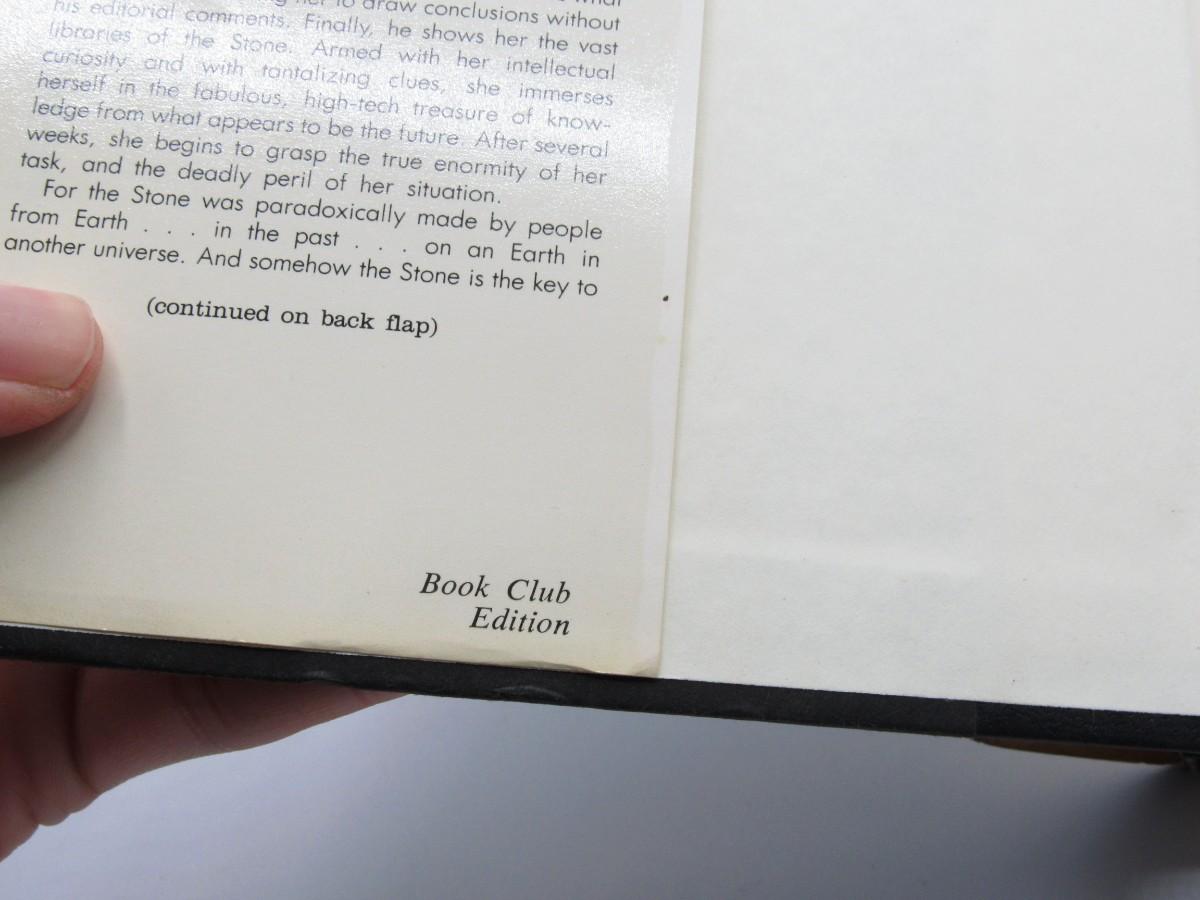 to draw conclusions without
his editorial comments. Finally, he shows her the vast
libraries of the Stone. Armed with her intellectual
curiosity and with tantalizing clues, she immerses
herself in the fabulous, high-tech treasure of know-
ledge from what appears to be the future. After several
weeks, she begins to grasp the true enormity of her
task, and the deadly peril of her situation.
For the Stone was paradoxically made by people
from Earth . . . in the past . . . on an Earth in
another universe. And somehow the Stone is the key to
(continued on back flap)
Book Club
Edition